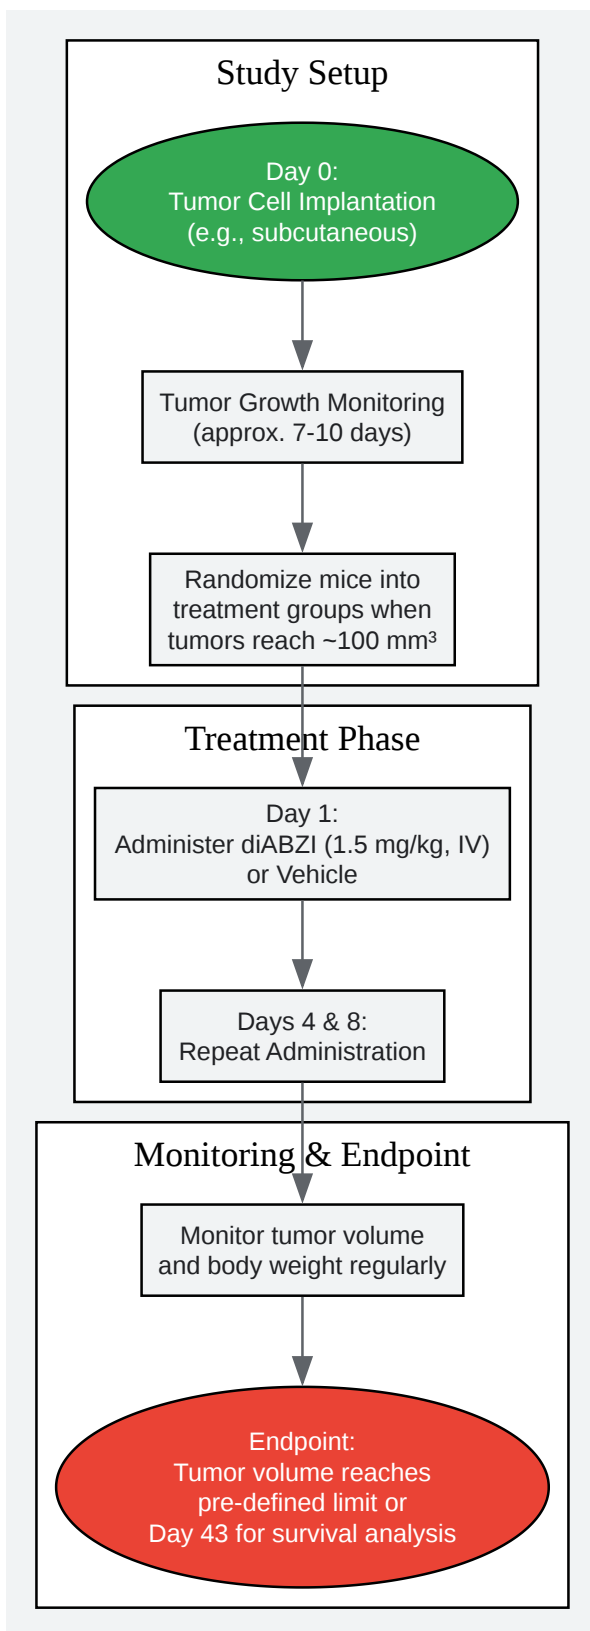 Study Setup
Day 0:
Tumor Cell Implantation
(e.g., subcutaneous)
Tumor Growth Monitoring
(approx. 7-10 days)
Randomize mice into
treatment groups when
tumors reach ~100 mm³
Treatment Phase
Day 1:
Administer diABZI (1.5 mg/kg, IV)
or Vehicle
Days 4 & 8:
Repeat Administration
Monitoring & Endpoint
Monitor tumor volume
and body weight regularly
Endpoint:
Tumor volume reaches
pre-defined limit or
Day 43 for survival analysis